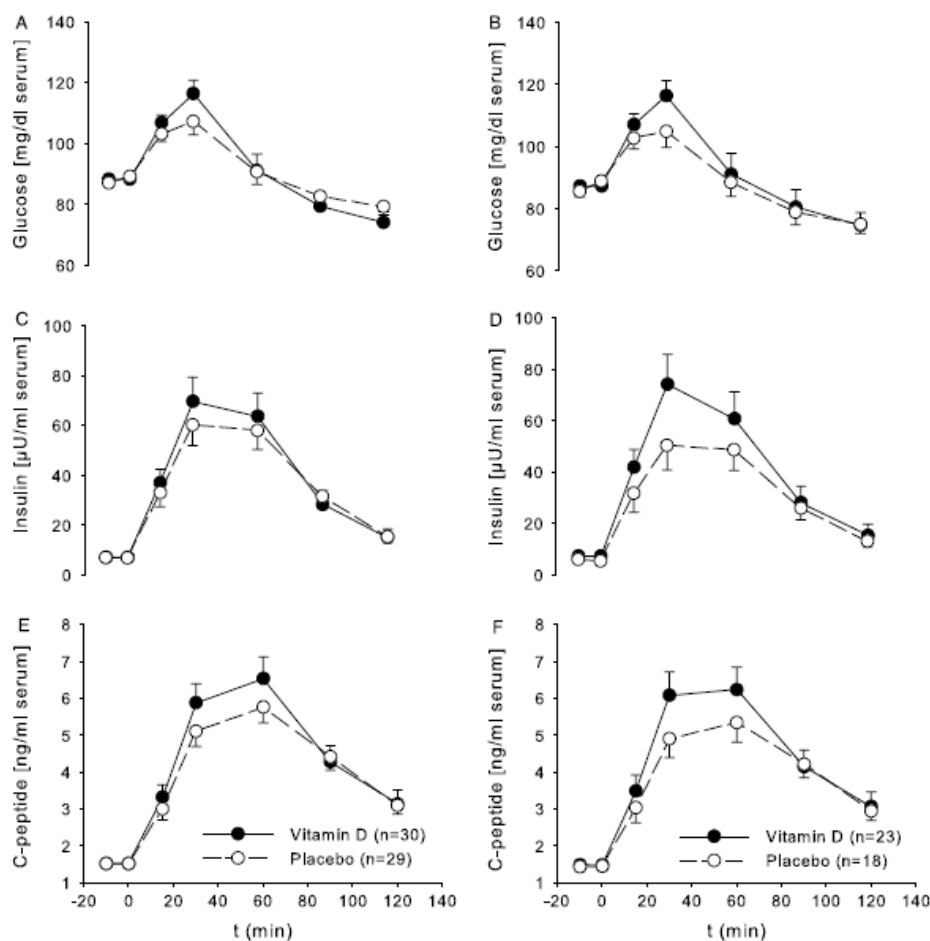 A
140
120
100
80
60
Glucose [mg/dl serum]
B
140
120
100
80
60
Glucose [mg/dl serum]
C
100
80
60
40
20
0
Insulin [µU/ml serum]
D
100
80
60
40
20
0
Insulin [µU/ml serum]
E
8
7
6
5
4
3
2
1
C-peptide [ng/ml serum]
Vitamin D (n=30)
Placebo (n=29)
-20 0 20 40 60 80 100 120 140
t (min)
F
8
7
6
5
4
3
2
1
C-peptide [ng/ml serum]
Vitamin D (n=23)
Placebo (n=18)
-20 0 20 40 60 80 100 120 140
t (min)